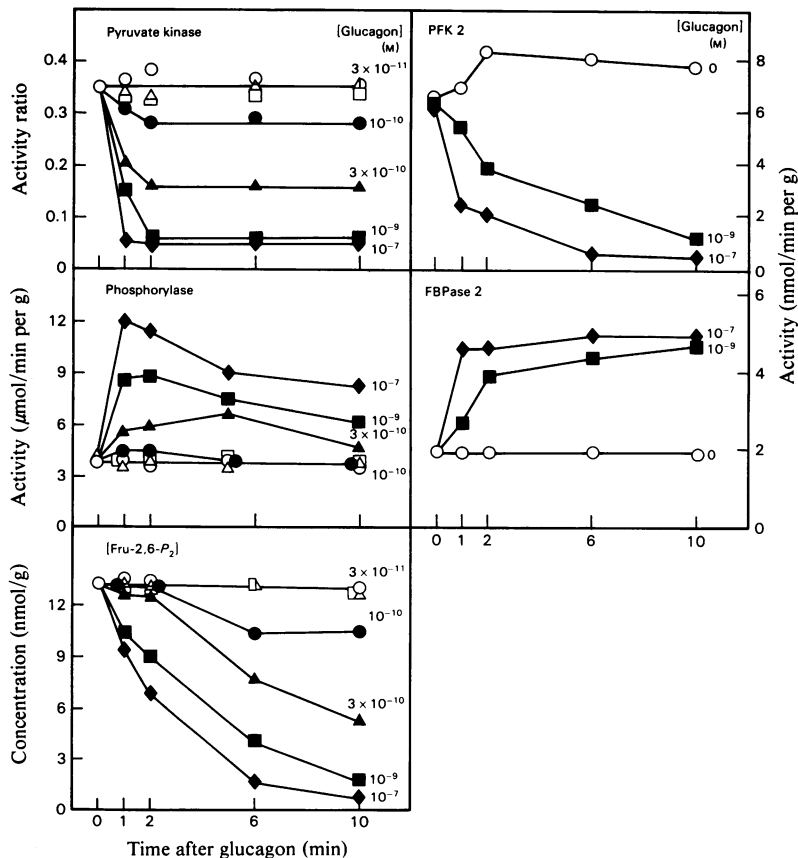 Pyruvate kinase
[Glucagon]
(M)
0.4
0.3
0.2
0.1
0
Activity ratio
3 × 10⁻¹¹
10⁻¹⁰
3 × 10⁻¹⁰
10⁻⁹
10⁻⁷
PFK 2
[Glucagon]
(M)
0
10⁻⁹
10⁻⁷
8
6
4
2
0
Phosphorylase
12
9
6
3
0
Activity (μmol/min per g)
10⁻⁷
10⁻⁹
3 × 10⁻¹⁰
10⁻¹⁰
FBPase 2
10⁻⁷
10⁻⁹
0
6
4
2
0
Activity (nmol/min per g)
0 1 2 6 10
[Fru-2,6-P₂]
12
9
6
3
0
Concentration (nmol/g)
3 × 10⁻¹¹
10⁻¹⁰
3 × 10⁻¹⁰
10⁻⁹
10⁻⁷
0 1 2 6 10
Time after glucagon (min)